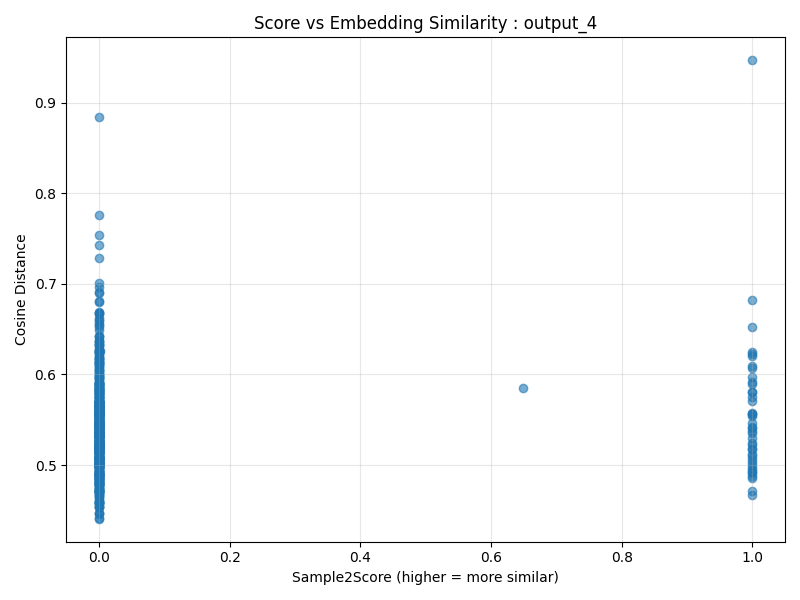 Score vs Embedding Similarity : output_4
Cosine Distance
0.9
0.8
0.7
0.6
0.5
0.0 0.2 0.4 0.6 0.8 1.0
Sample2Score (higher = more similar)